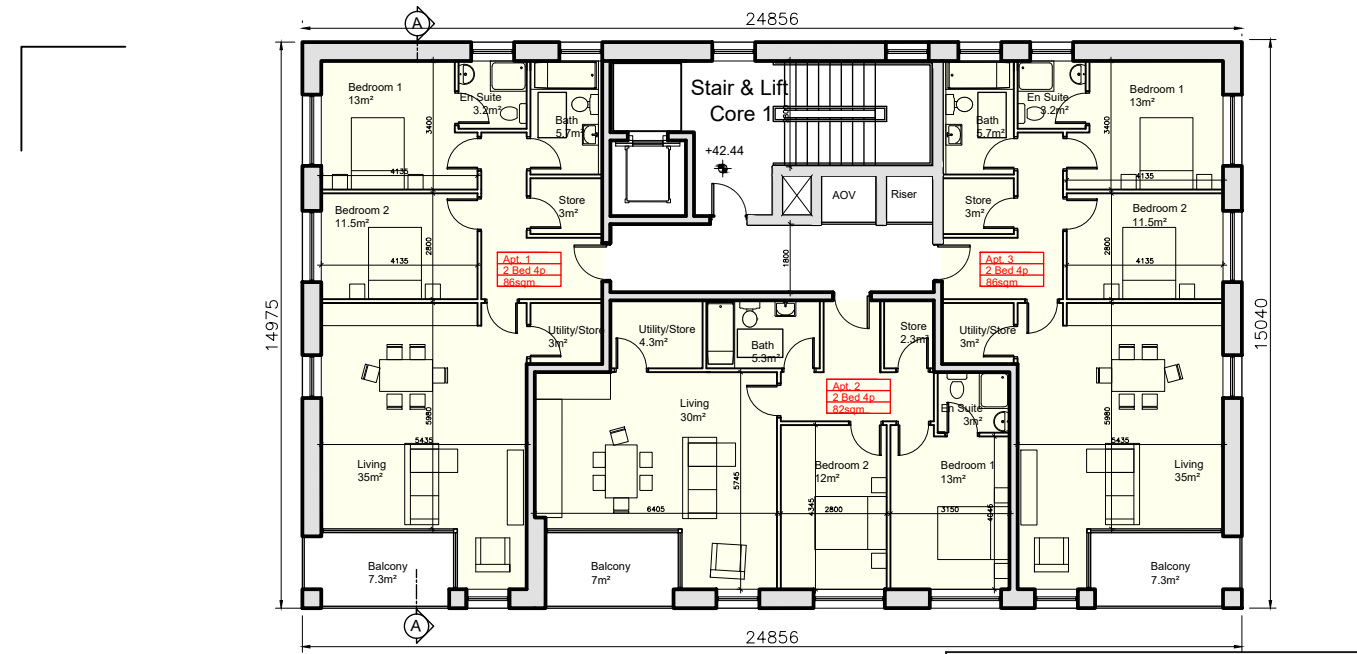 A
24856
14975
15040
Bedroom 1
13m²
3400
4135
En Suite
3.2m²
Bath
5.7m²
Stair & Lift
Core 1
+42.44
AOV
Riser
1800
Bath
5.7m²
En Suite
3.2m²
Bedroom 1
13m²
3400
4135
Bedroom 2
11.5m²
4135
2800
Store
3m²
Apt. 1
2 Bed 4p
86sqm
Store
3m²
Apt. 3
2 Bed 4p
86sqm
Bedroom 2
11.5m²
4135
2800
Utility/Store
3m²
Utility/Store
4.3m²
Bath
5.3m²
Store
2.3m²
Utility/Store
3m²
Apt. 2
2 Bed 4p
82sqm
En Suite
3m²
5980
5435
Living
35m²
Living
30m²
5745
6405
Bedroom 2
12m²
4345
2800
Bedroom 1
13m²
3150
5980
5435
Living
35m²
Balcony
7.3m²
Balcony
7m²
Balcony
7.3m²
A
24856